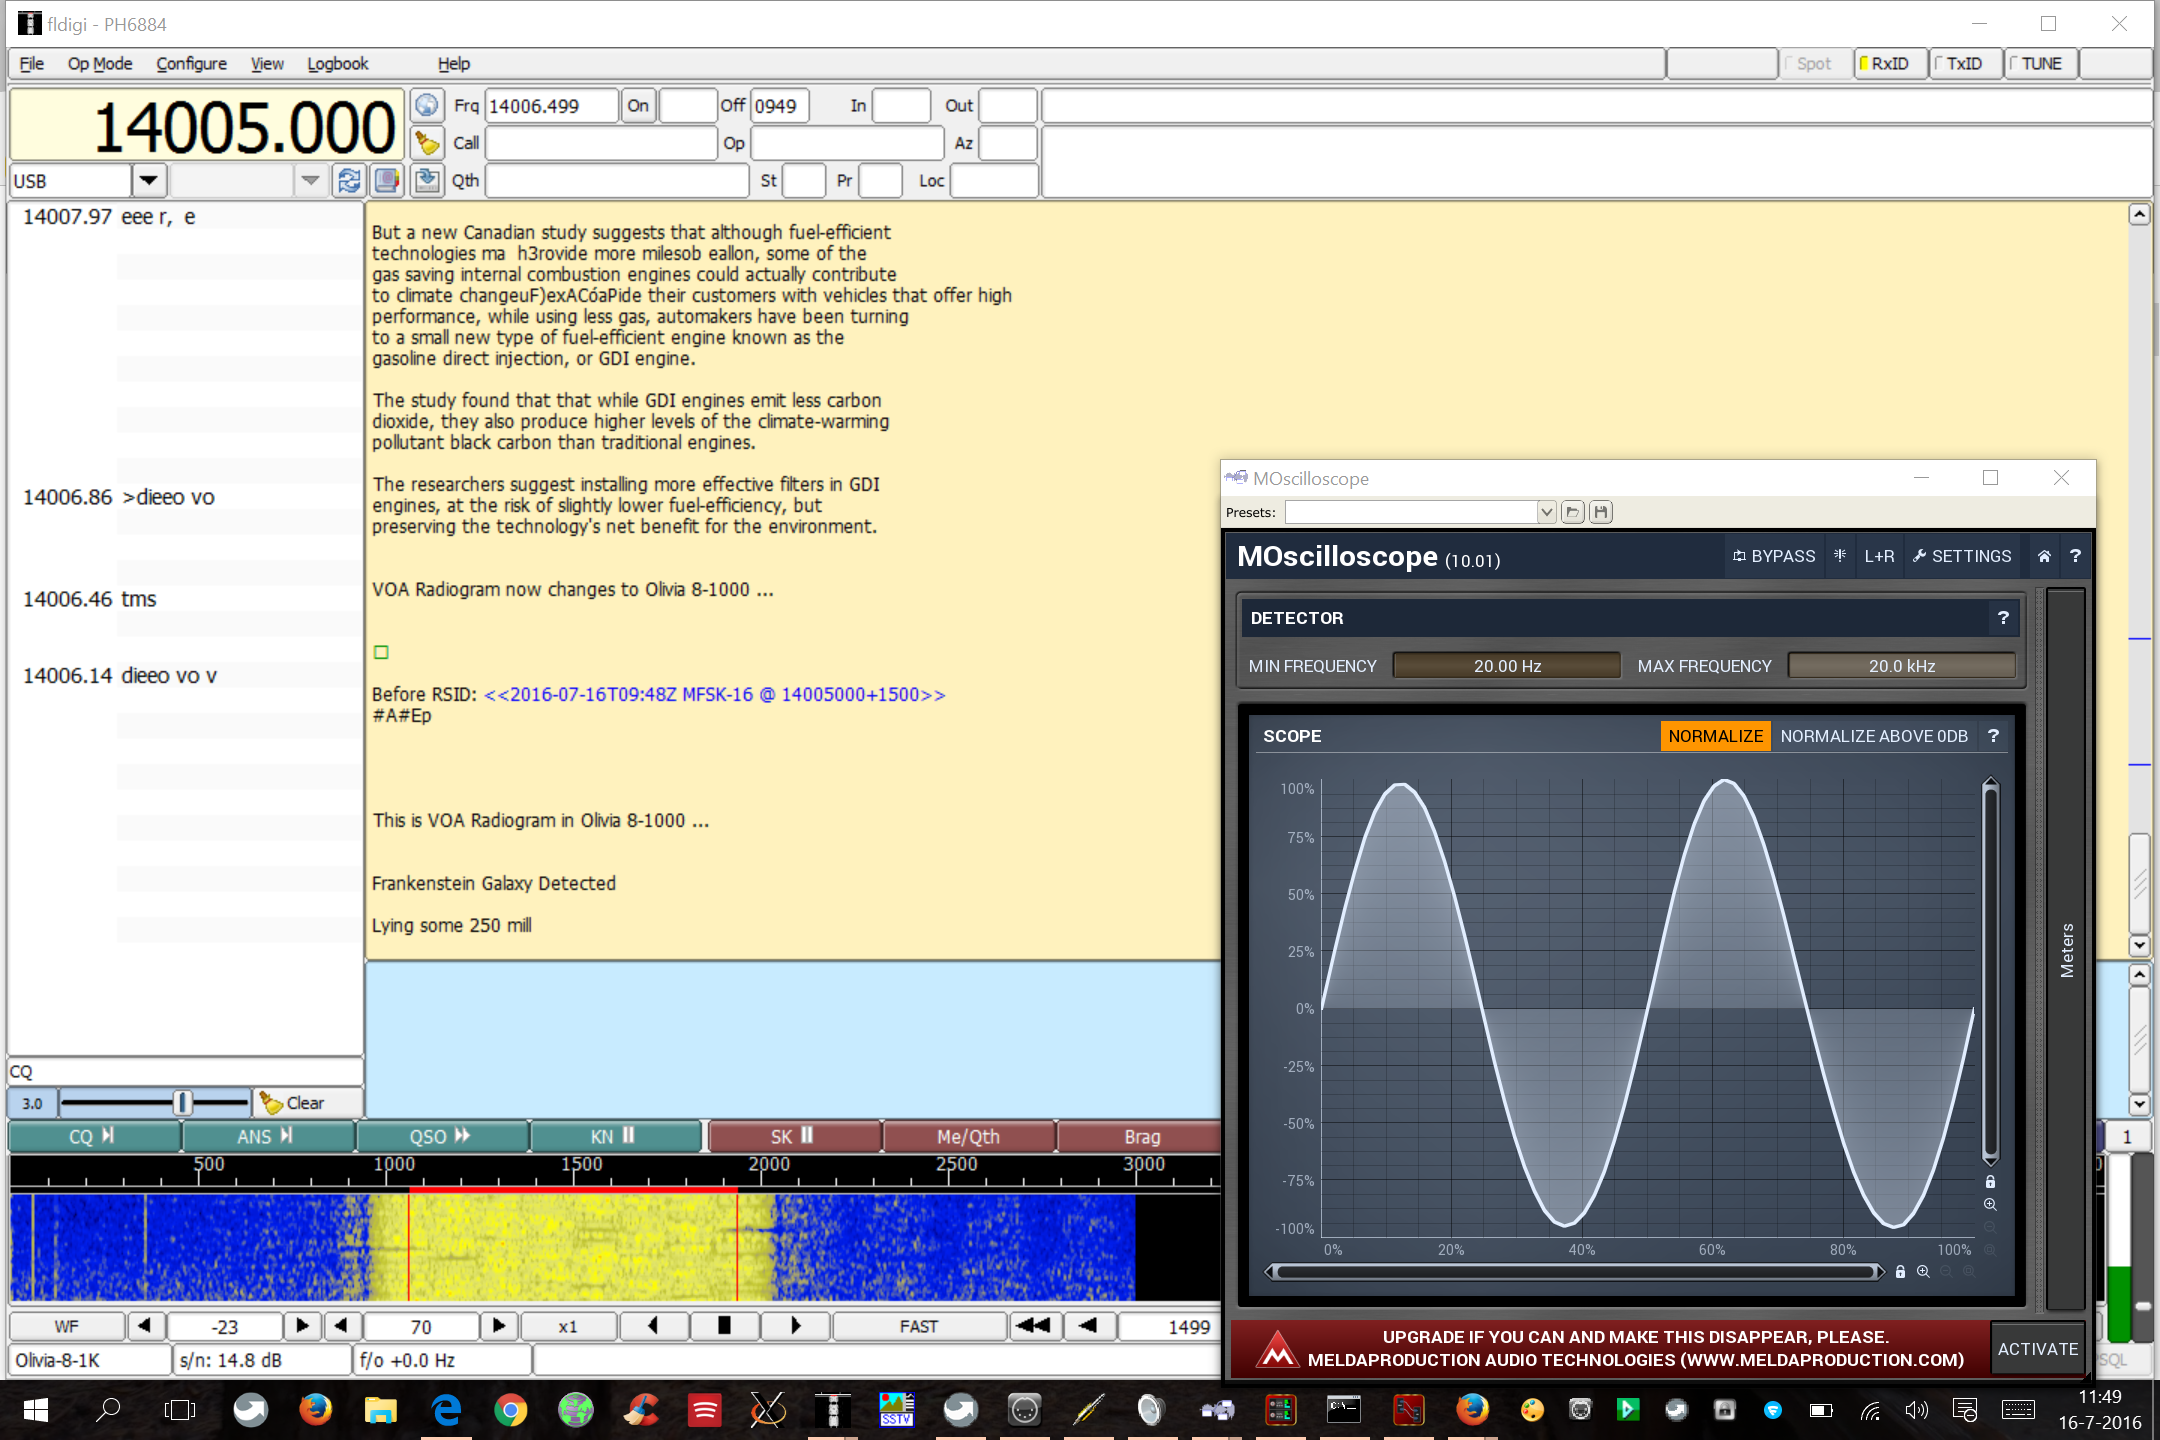 fldigi - PH6884
File Op Mode Configure View Logbook Help
Spot RxID TxID TUNE
14005.000
Frq 14006.499 On Off 0949 In Out
Call Op Az
USB
Qth St Pr Loc
14007.97 eee r, e
14006.86 >dieeo vo
14006.46 tms
14006.14 dieeo vo v
But a new Canadian study suggests that although fuel-efficient
technologies ma h3rovide more milesob eallon, some of the
gas saving internal combustion engines could actually contribute
to climate changeuF)exACóaPide their customers with vehicles that offer high
performance, while using less gas, automakers have been turning
to a small new type of fuel-efficient engine known as the
gasoline direct injection, or GDI engine.
The study found that that while GDI engines emit less carbon
dioxide, they also produce higher levels of the climate-warming
pollutant black carbon than traditional engines.
The researchers suggest installing more effective filters in GDI
engines, at the risk of slightly lower fuel-efficiency, but
preserving the technology's net benefit for the environment.
VOA Radiogram now changes to Olivia 8-1000 ...
Before RSID: <<2016-07-16T09:48Z MFSK-16 @ 14005000+1500>>
#A#Ep
This is VOA Radiogram in Olivia 8-1000 ...
Frankenstein Galaxy Detected
Lying some 250 mill
MOscilloscope
Presets:
MOscilloscope (10.01) BYPASS L+R SETTINGS ?
DETECTOR ?
MIN FREQUENCY 20.00 Hz MAX FREQUENCY 20.0 kHz
SCOPE NORMALIZE NORMALIZE ABOVE 0DB ?
100%
75%
50%
25%
0%
-25%
-50%
-75%
-100%
0% 20% 40% 60% 80% 100%
Meters
UPGRADE IF YOU CAN AND MAKE THIS DISAPPEAR, PLEASE.
MELDAPRODUCTION AUDIO TECHNOLOGIES (WWW.MELDAPRODUCTION.COM)
ACTIVATE
CQ
3.0 Clear
CQ ANS QSO KN SK Me/Qth Brag 1
500 1000 1500 2000 2500 3000
WF -23 70 x1 FAST 1499
Olivia-8-1K s/n: 14.8 dB f/o +0.0 Hz
SSTV
11:49
16-7-2016